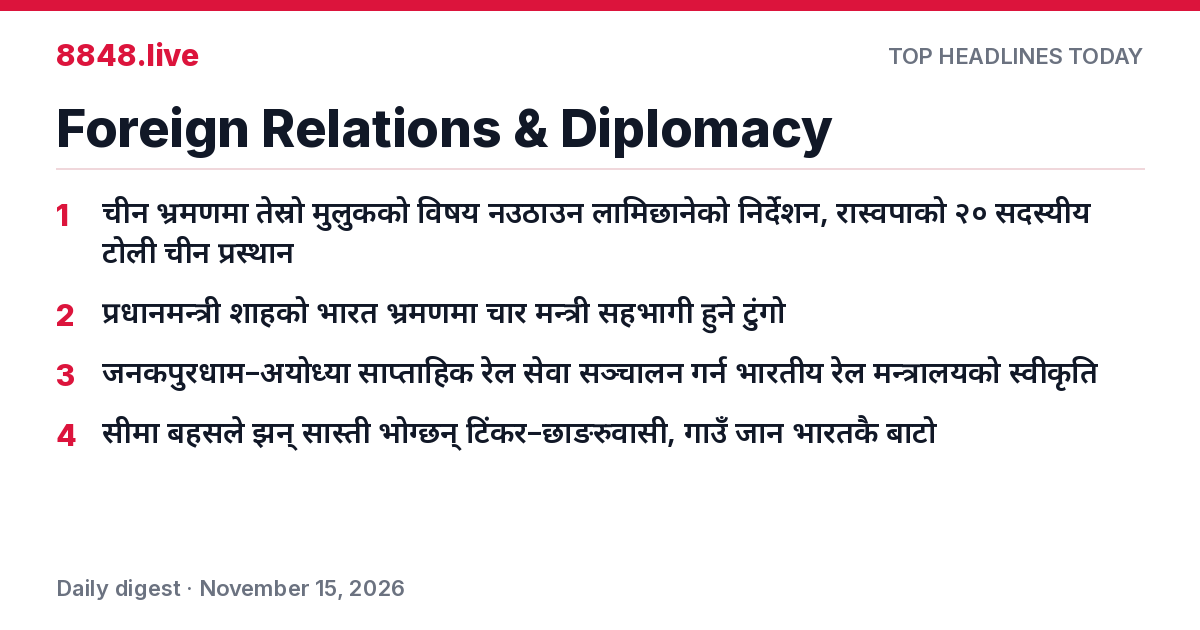 8848.live
TOP HEADLINES TODAY
Foreign Relations & Diplomacy
1 चीन भ्रमणमा तेस्रो मुलुकको विषय नउठाउन लामिछानेको निर्देशन, रास्वपाको २० सदस्यीय
टोली चीन प्रस्थान
2 प्रधानमन्त्री शाहको भारत भ्रमणमा चार मन्त्री सहभागी हुने टुंगो
3 जनकपुरधाम–अयोध्या साप्ताहिक रेल सेवा सञ्चालन गर्न भारतीय रेल मन्त्रालयको स्वीकृति
4 सीमा बहसले झन् सास्ती भोग्छन् टिंकर–छाङरुवासी, गाउँ जान भारतकै बाटो
Daily digest · November 15, 2026